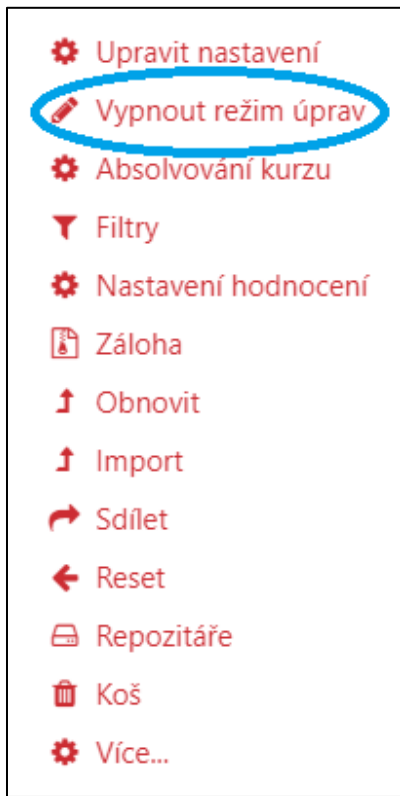 Upravit nastavení
Vypnout režim úprav
Absolvování kurzu
Filtry
Nastavení hodnocení
Záloha
Obnovit
Import
Sdílet
Reset
Repozitáře
Koš
Více...